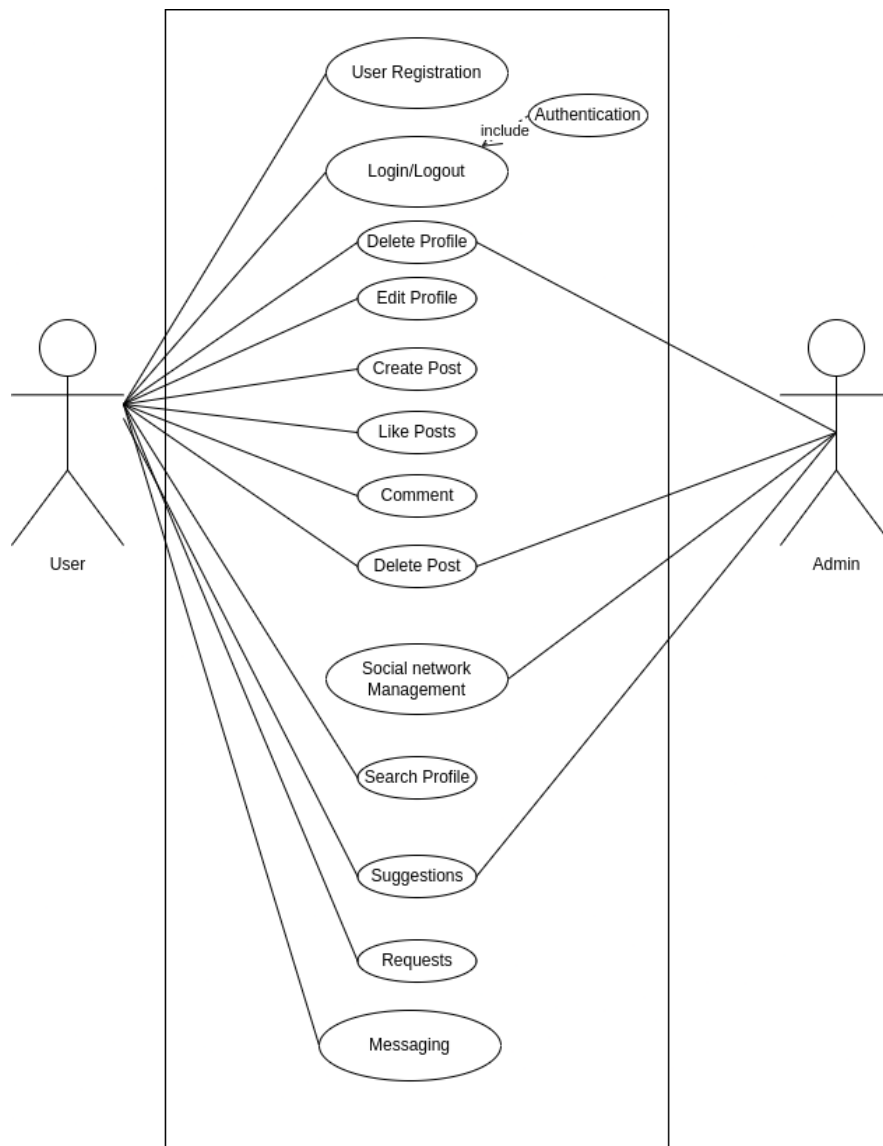 User Registration
Authentication
include
Login/Logout
Delete Profile
Edit Profile
Create Post
Like Posts
Comment
Delete Post
User
Admin
Social network
Management
Search Profile
Suggestions
Requests
Messaging